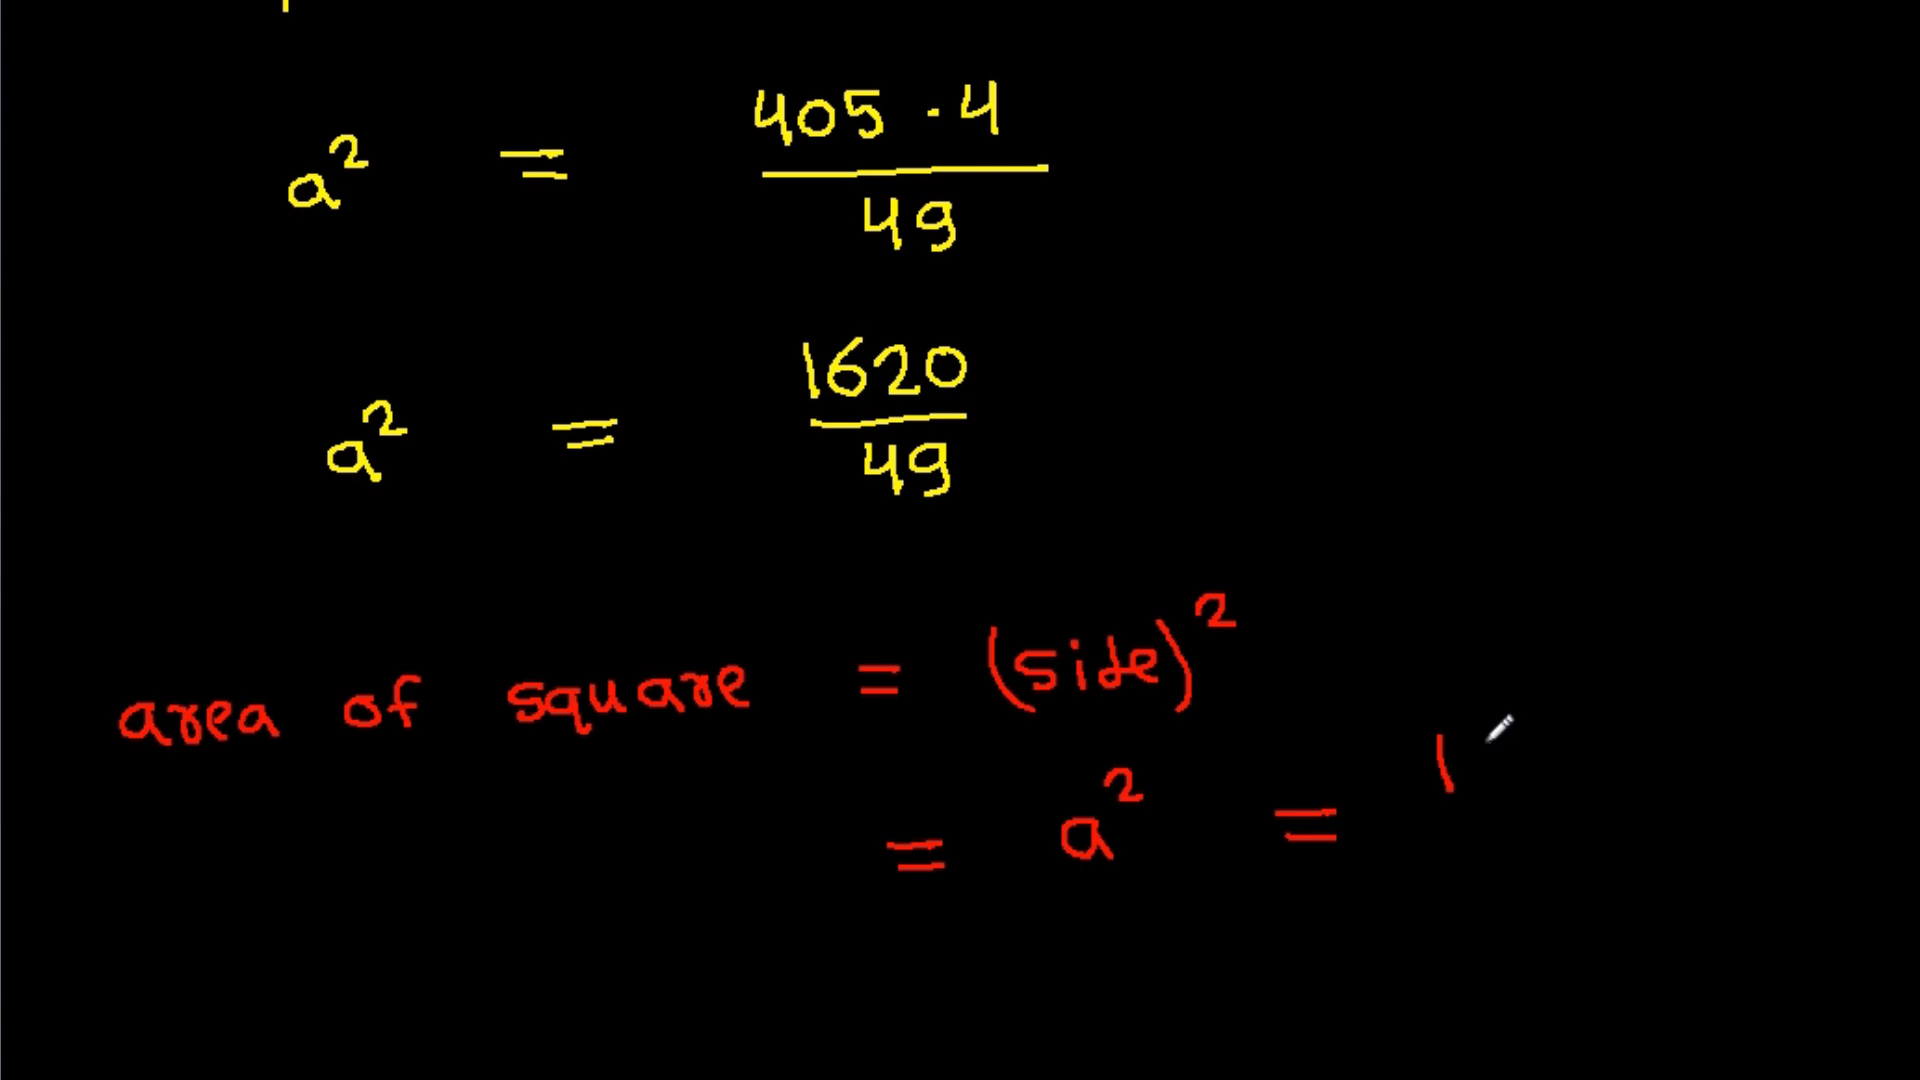 a² = 405 · 4 / 49
a² = 1620 / 49
area of square = (side)²
= a² = 1